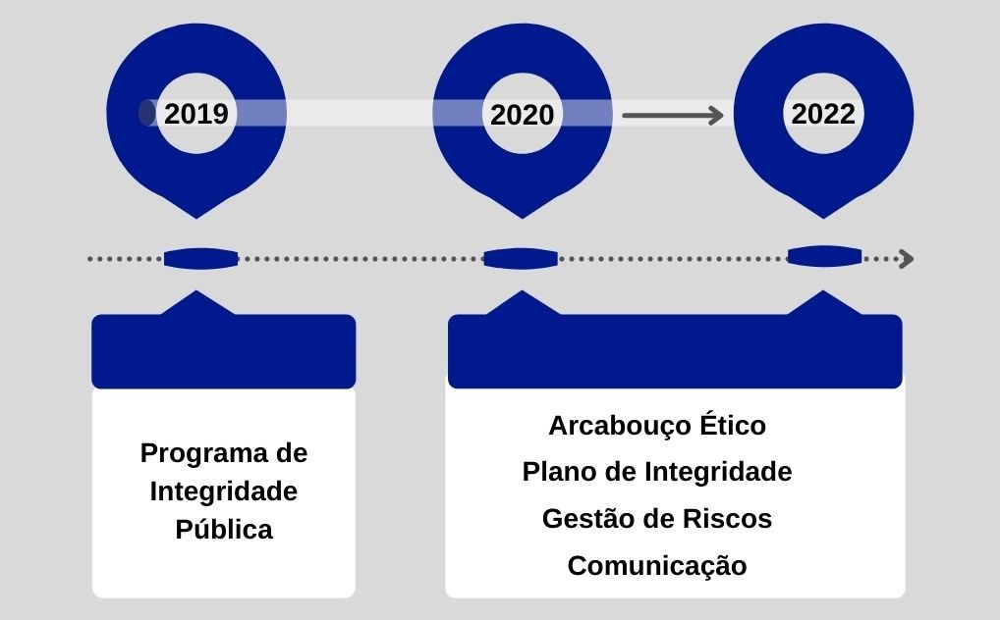 2019
2020
2022
Programa de
Integridade
Pública
Arcabouço Ético
Plano de Integridade
Gestão de Riscos
Comunicação